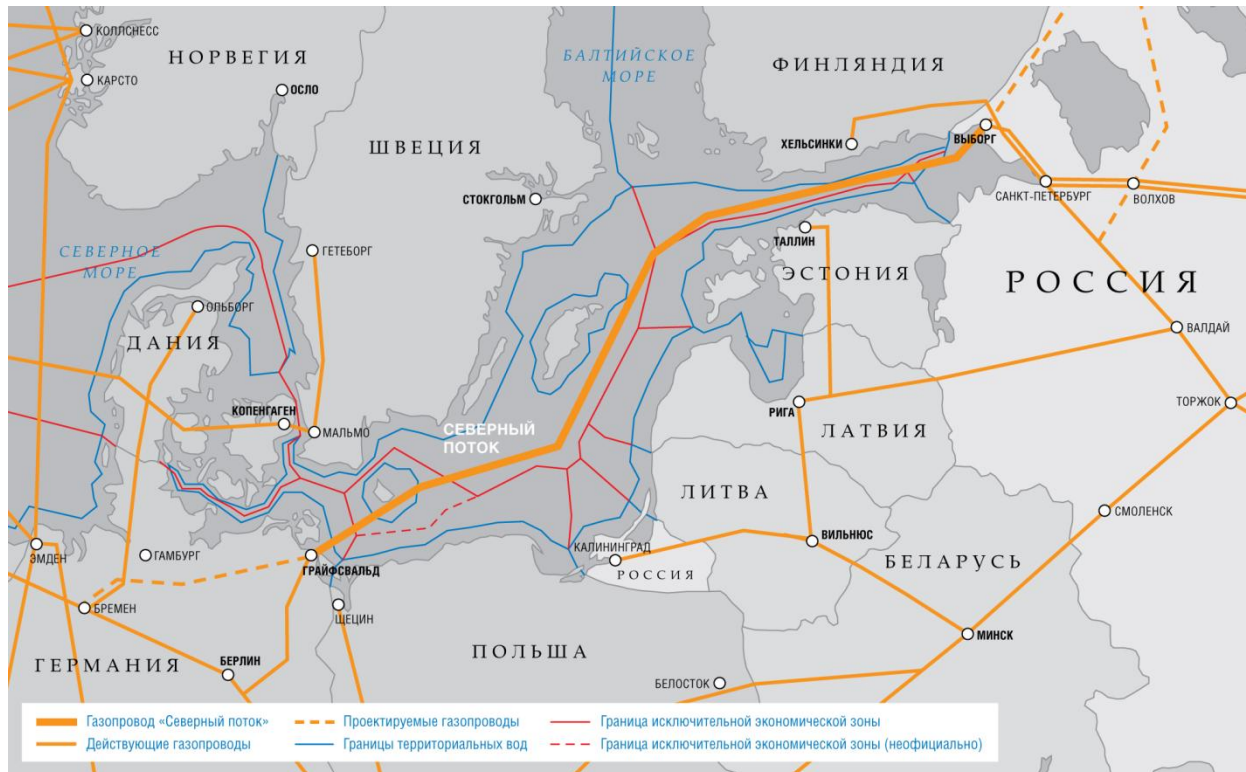 КОЛЛСНЕСС
НОРВЕГИЯ
БАЛТИЙСКОЕ
МОРЕ
ФИНЛЯНДИЯ
КАРСТО
ОСЛО
ШВЕЦИЯ
ХЕЛЬСИНКИ
ВЫБОРГ
СТОКГОЛЬМ
САНКТ-ПЕТЕРБУРГ
ВОЛХОВ
СЕВЕРНОЕ
МОРЕ
ГЕТЕБОРГ
ТАЛЛИН
ЭСТОНИЯ
РОССИЯ
ОЛЬБОРГ
ДАНИЯ
ВАЛДАЙ
КОПЕНГАГЕН
МАЛЬМО
СЕВЕРНЫЙ
ПОТОК
РИГА
ЛАТВИЯ
ТОРЖОК
ЛИТВА
СМОЛЕНСК
ЭМДЕН
ГАМБУРГ
ГРАЙФСВАЛЬД
КАЛИНИНГРАД
РОССИЯ
ВИЛЬНЮС
БЕЛАРУСЬ
БРЕМЕН
ЩЕЦИН
МИНСК
ГЕРМАНИЯ
БЕРЛИН
ПОЛЬША
БЕЛОСТОК
Газопровод «Северный поток»
Проектируемые газопроводы
Граница исключительной экономической зоны
Действующие газопроводы
Границы территориальных вод
Граница исключительной экономической зоны (неофициально)